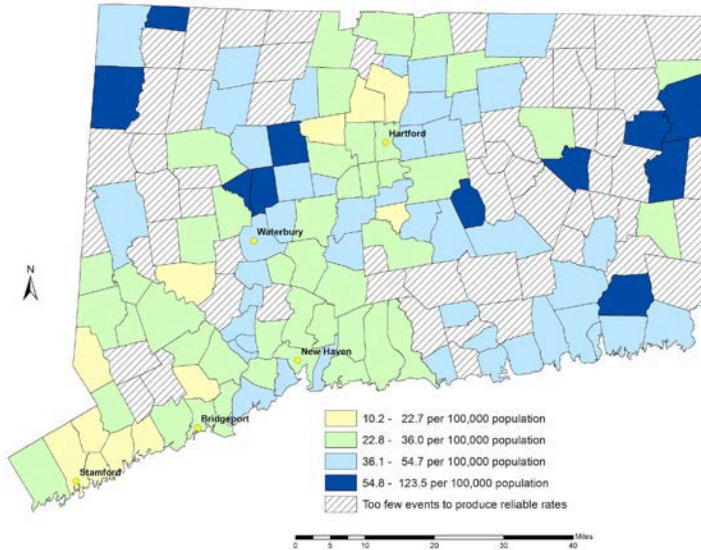 Hartford
Waterbury
N
New Haven
10.2 - 22.7 per 100,000 population
22.8 - 36.0 per 100,000 population
Bridgeport
36.1 - 54.7 per 100,000 population
54.8 - 123.5 per 100,000 population
Stamford
Too few events to produce reliable rates
Miles
0 5 10 20 30 40